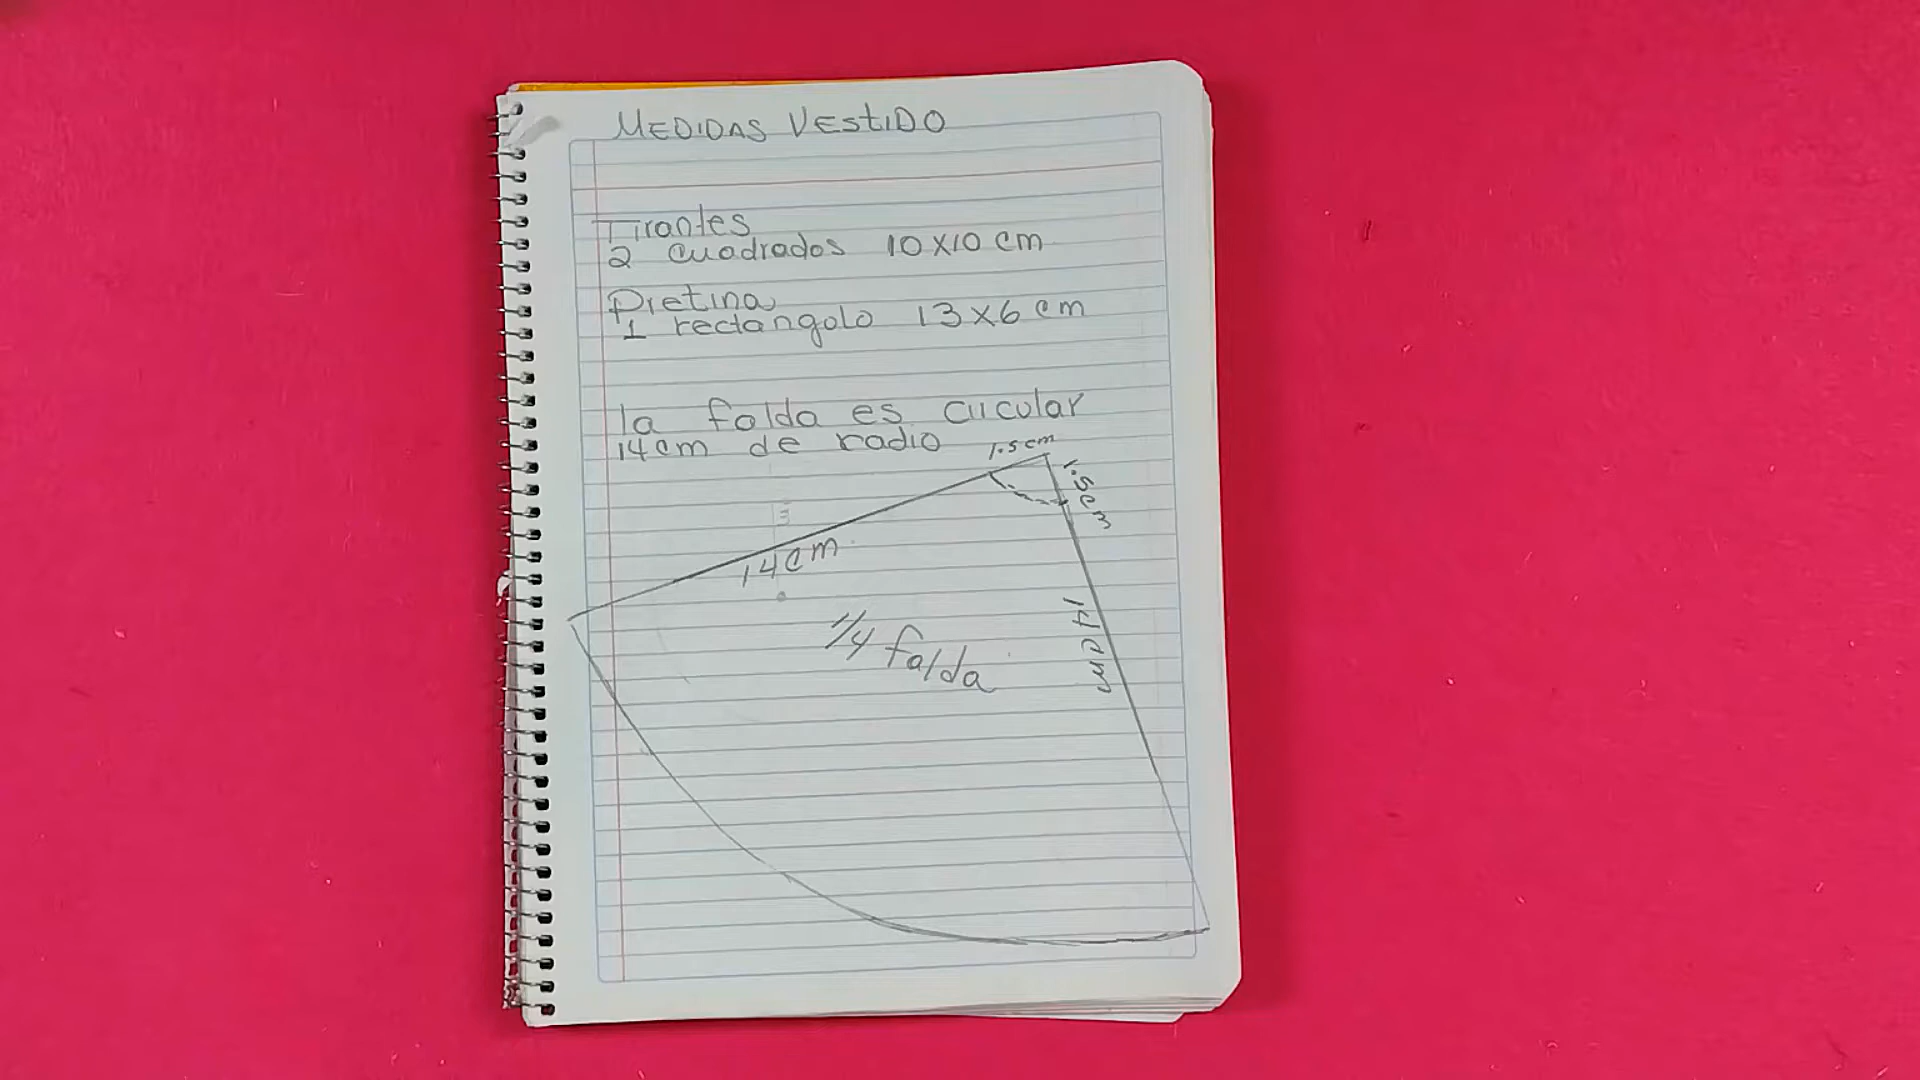 MEDIDAS VESTIDO
Tirantes
2 cuadrados 10x10 cm
Pretina
1 rectangolo 13x6 cm
la falda es circular
14cm de radio
1.5cm
1.5cm
14cm
14cm
1/4 falda